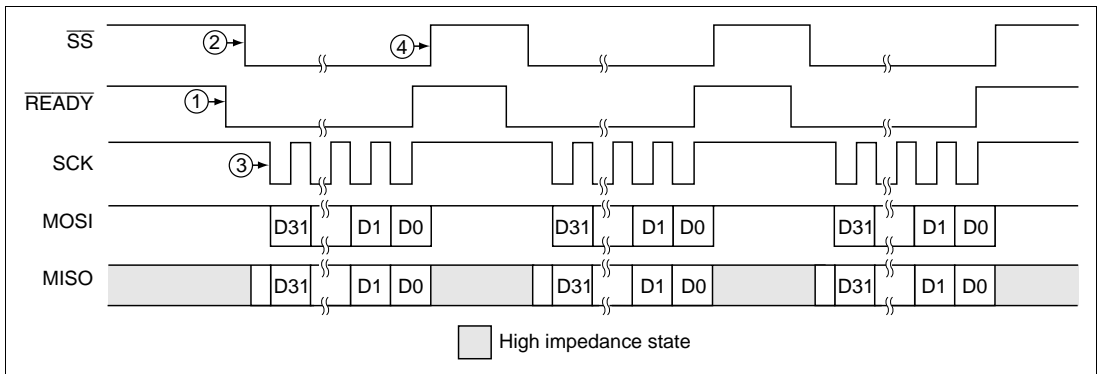 SS ② ④
READY ①
SCK ③
MOSI D31 D1 D0 D31 D1 D0 D31 D1 D0
MISO D31 D1 D0 D31 D1 D0 D31 D1 D0
High impedance state